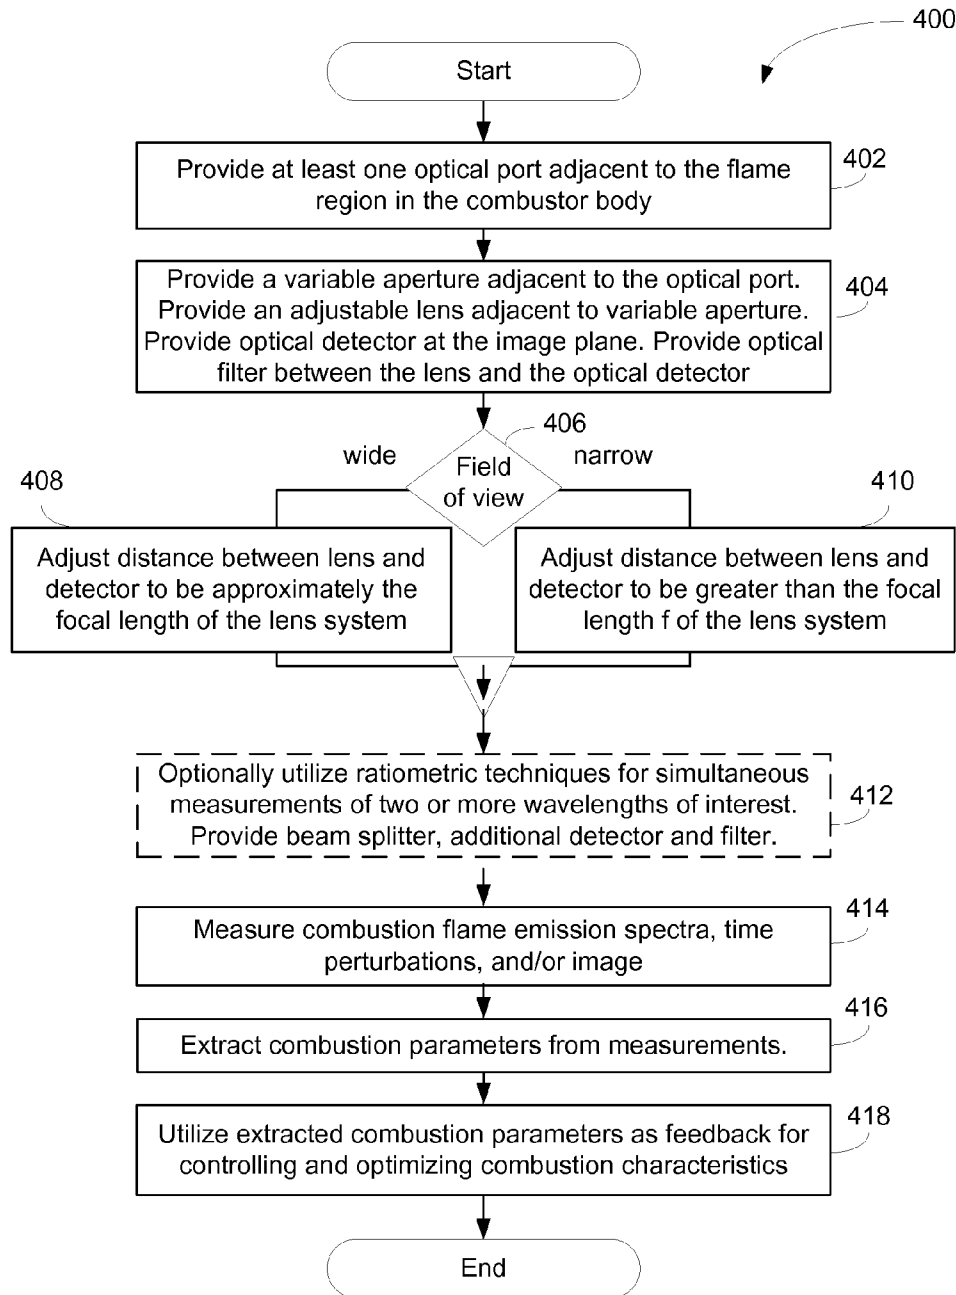 400
Start
Provide at least one optical port adjacent to the flame
region in the combustor body
402
Provide a variable aperture adjacent to the optical port.
Provide an adjustable lens adjacent to variable aperture.
Provide optical detector at the image plane. Provide optical
filter between the lens and the optical detector
404
406
wide
narrow
Field
of view
408
410
Adjust distance between lens and
detector to be approximately the
focal length of the lens system
Adjust distance between lens and
detector to be greater than the focal
length f of the lens system
Optionally utilize ratiometric techniques for simultaneous
measurements of two or more wavelengths of interest.
Provide beam splitter, additional detector and filter.
412
Measure combustion flame emission spectra, time
perturbations, and/or image
414
Extract combustion parameters from measurements.
416
Utilize extracted combustion parameters as feedback for
controlling and optimizing combustion characteristics
418
End